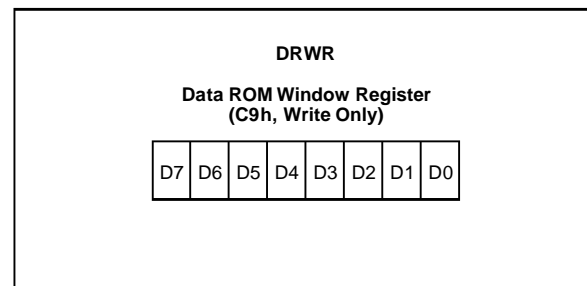 DRWR
Data ROM Window Register
(C9h, Write Only)
D7 D6 D5 D4 D3 D2 D1 D0